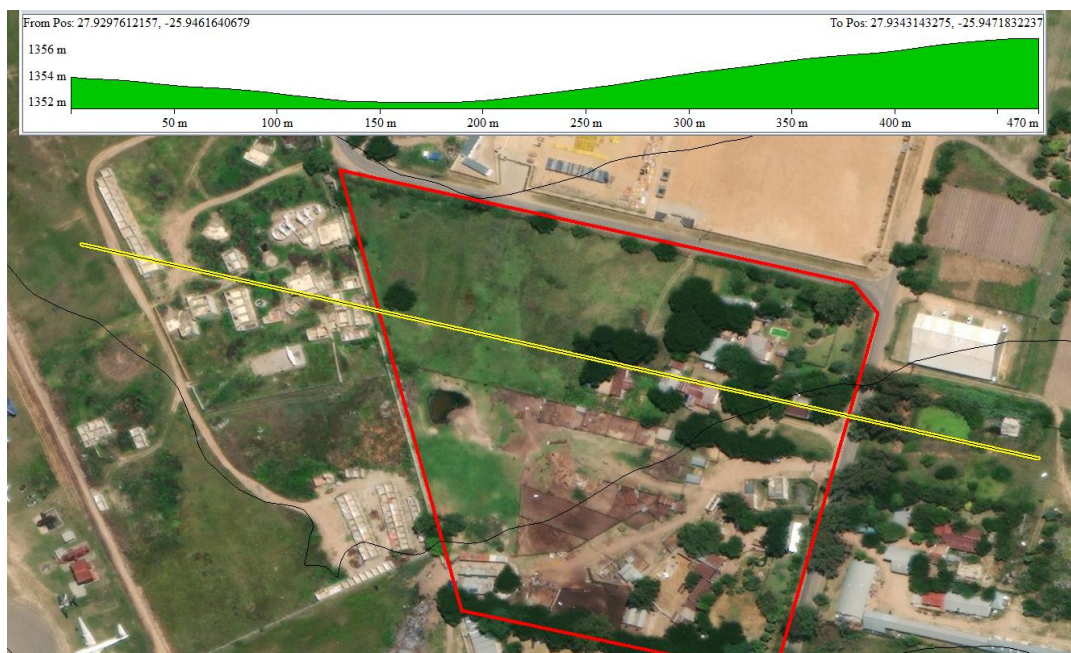 From Pos: 27.9297612157, -25.9461640679 To Pos: 27.9343143275, -25.9471832237
1356 m
1354 m
1352 m
50 m 100 m 150 m 200 m 250 m 300 m 350 m 400 m 470 m